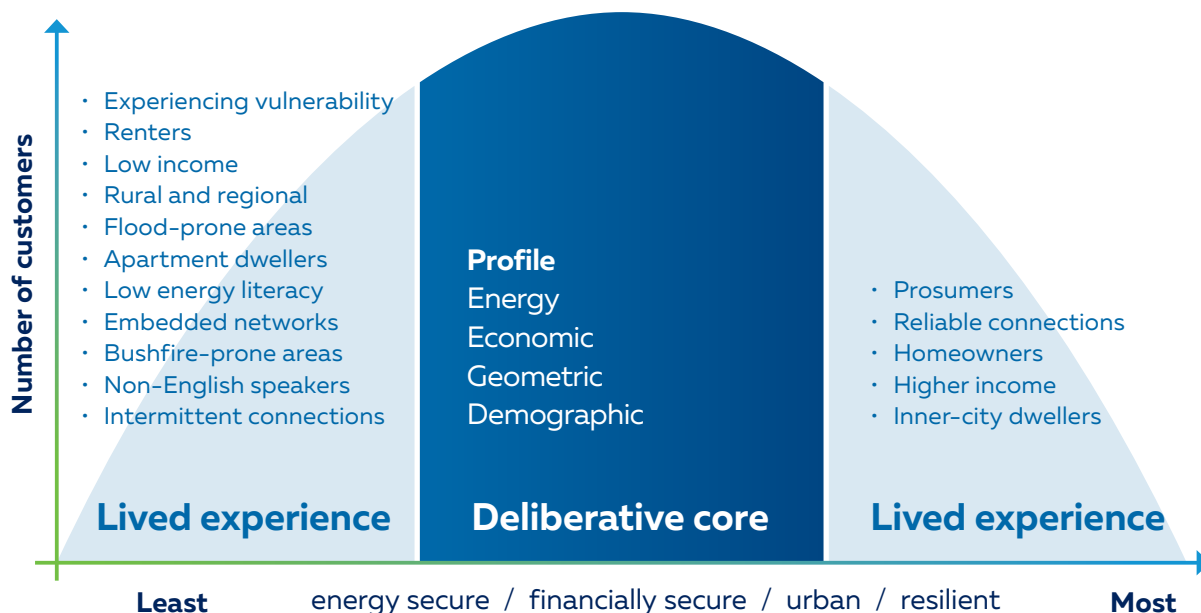 Number of customers
· Experiencing vulnerability
· Renters
· Low income
· Rural and regional
· Flood-prone areas
· Apartment dwellers
· Low energy literacy
· Embedded networks
· Bushfire-prone areas
· Non-English speakers
· Intermittent connections
Lived experience
Profile
Energy
Economic
Geometric
Demographic
Deliberative core
· Prosumers
· Reliable connections
· Homeowners
· Higher income
· Inner-city dwellers
Lived experience
Least energy secure / financially secure / urban / resilient Most